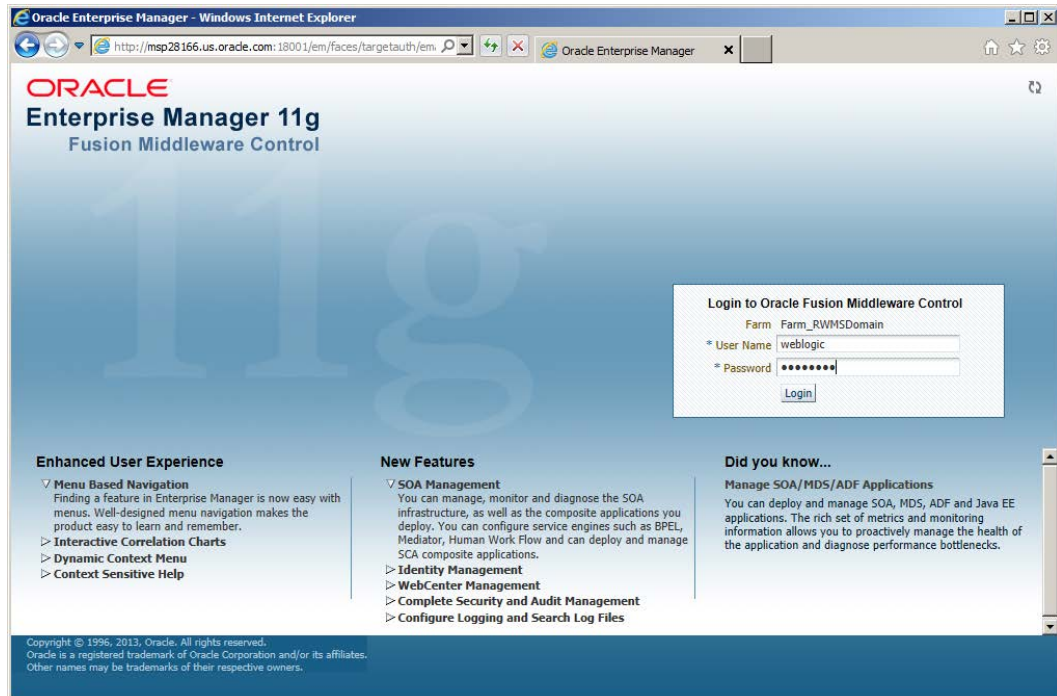 Oracle Enterprise Manager - Windows Internet Explorer
http://msp28166.us.oracle.com:18001/em/faces/targetauth/em
Oracle Enterprise Manager
ORACLE
Enterprise Manager 11g
Fusion Middleware Control
11g
Login to Oracle Fusion Middleware Control
Farm Farm_RWMSDomain
* User Name weblogic
* Password ••••••••
Login
Enhanced User Experience
Menu Based Navigation
Finding a feature in Enterprise Manager is now easy with
menus. Well-designed menu navigation makes the
product easy to learn and remember.
Interactive Correlation Charts
Dynamic Context Menu
Context Sensitive Help
New Features
SOA Management
You can manage, monitor and diagnose the SOA
infrastructure, as well as the composite applications you
deploy. You can configure service engines such as BPEL,
Mediator, Human Work Flow and can deploy and manage
SCA composite applications.
Identity Management
WebCenter Management
Complete Security and Audit Management
Configure Logging and Search Log Files
Did you know...
Manage SOA/MDS/ADF Applications
You can deploy and manage SOA, MDS, ADF and Java EE
applications. The rich set of metrics and monitoring
information allows you to proactively manage the health of
the application and diagnose performance bottlenecks.
Copyright © 1996, 2013, Oracle. All rights reserved.
Oracle is a registered trademark of Oracle Corporation and/or its affiliates.
Other names may be trademarks of their respective owners.